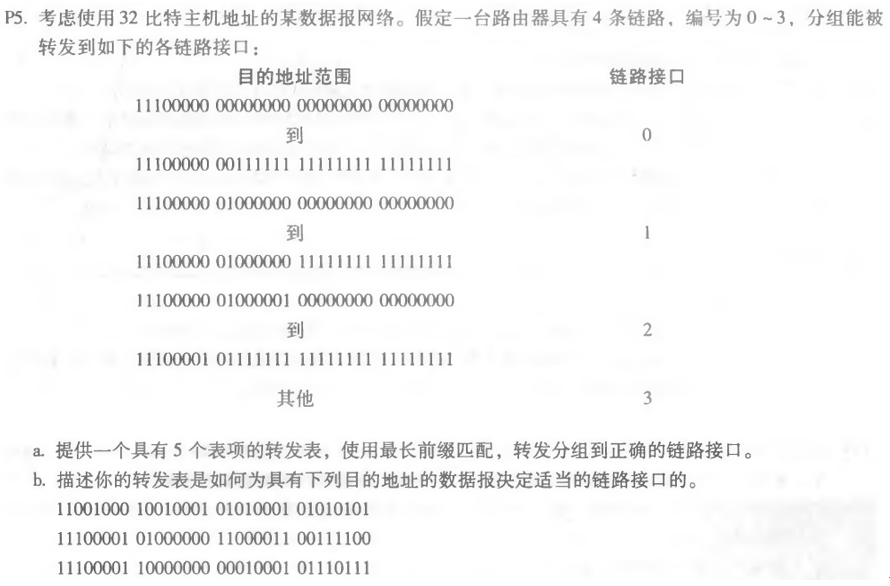 P5. 考虑使用 32 比特主机地址的某数据报网络。假定一台路由器具有 4 条链路，编号为 0 ~ 3，分组能被
转发到如下的各链路接口：
目的地址范围 链路接口
11100000 00000000 00000000 00000000
到 0
11100000 00111111 11111111 11111111
11100000 01000000 00000000 00000000
到 1
11100000 01000000 11111111 11111111
11100000 01000001 00000000 00000000
到 2
11100001 01111111 11111111 11111111
其他 3
a. 提供一个具有 5 个表项的转发表，使用最长前缀匹配，转发分组到正确的链路接口。
b. 描述你的转发表是如何为具有下列目的地址的数据报决定适当的链路接口的。
11001000 10010001 01010001 01010101
11100001 01000000 11000011 00111100
11100001 10000000 00010001 01110111